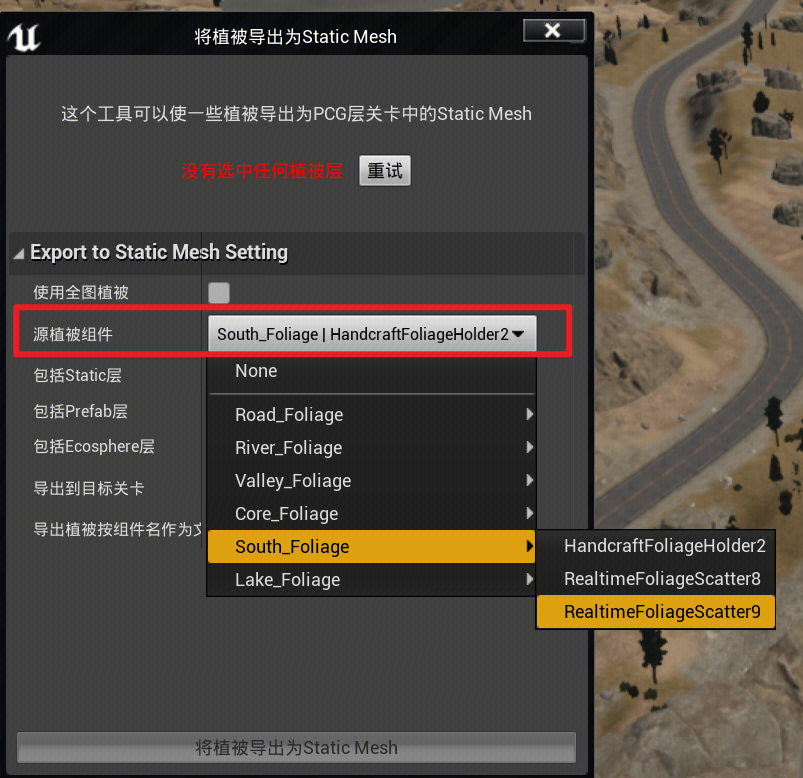 将植被导出为Static Mesh
这个工具可以使一些植被导出为PCG层关卡中的Static Mesh
没有选中任何植被层 重试
Export to Static Mesh Setting
使用全图植被
源植被组件 South_Foliage | HandcraftFoliageHolder2
None
包括Static层
包括Prefab层
Road_Foliage
包括Ecosphere层
River_Foliage
Valley_Foliage
导出到目标关卡
Core_Foliage
导出植被按组件名作为
South_Foliage
HandcraftFoliageHolder2
RealtimeFoliageScatter8
RealtimeFoliageScatter9
Lake_Foliage
将植被导出为Static Mesh